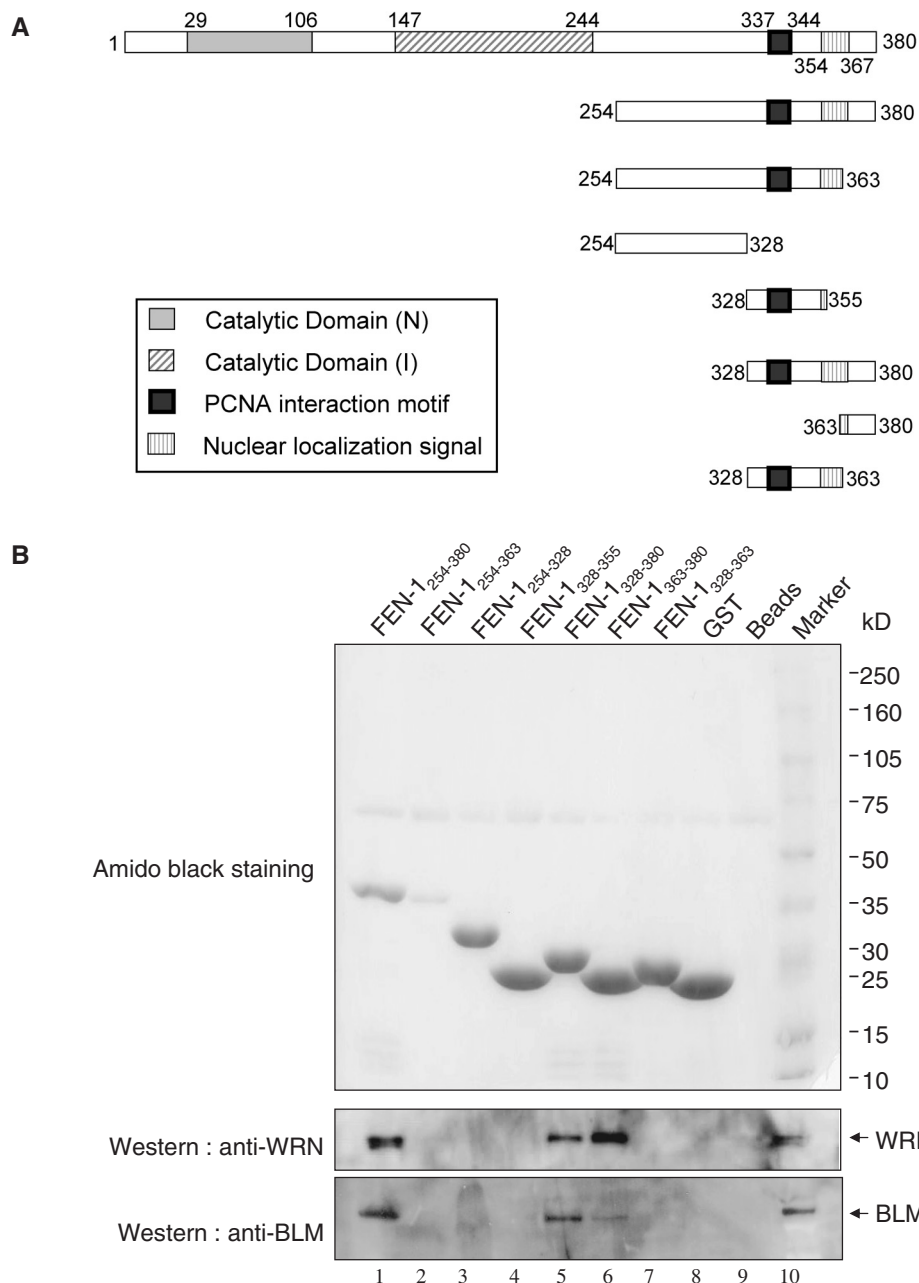 A
29 106 147 244 337 344
1 380
354 367
254 380
254 363
254 328
328 355
328 380
363 380
328 363
Catalytic Domain (N)
Catalytic Domain (I)
PCNA interaction motif
Nuclear localization signal
B
FEN-1254-380
FEN-1254-363
FEN-1254-328
FEN-1328-355
FEN-1328-380
FEN-1363-380
FEN-1328-363
GST
Beads
Marker
kD
250
160
105
75
50
35
30
25
15
10
Amido black staining
Western : anti-WRN
WR
Western : anti-BLM
BLM
1 2 3 4 5 6 7 8 9 10